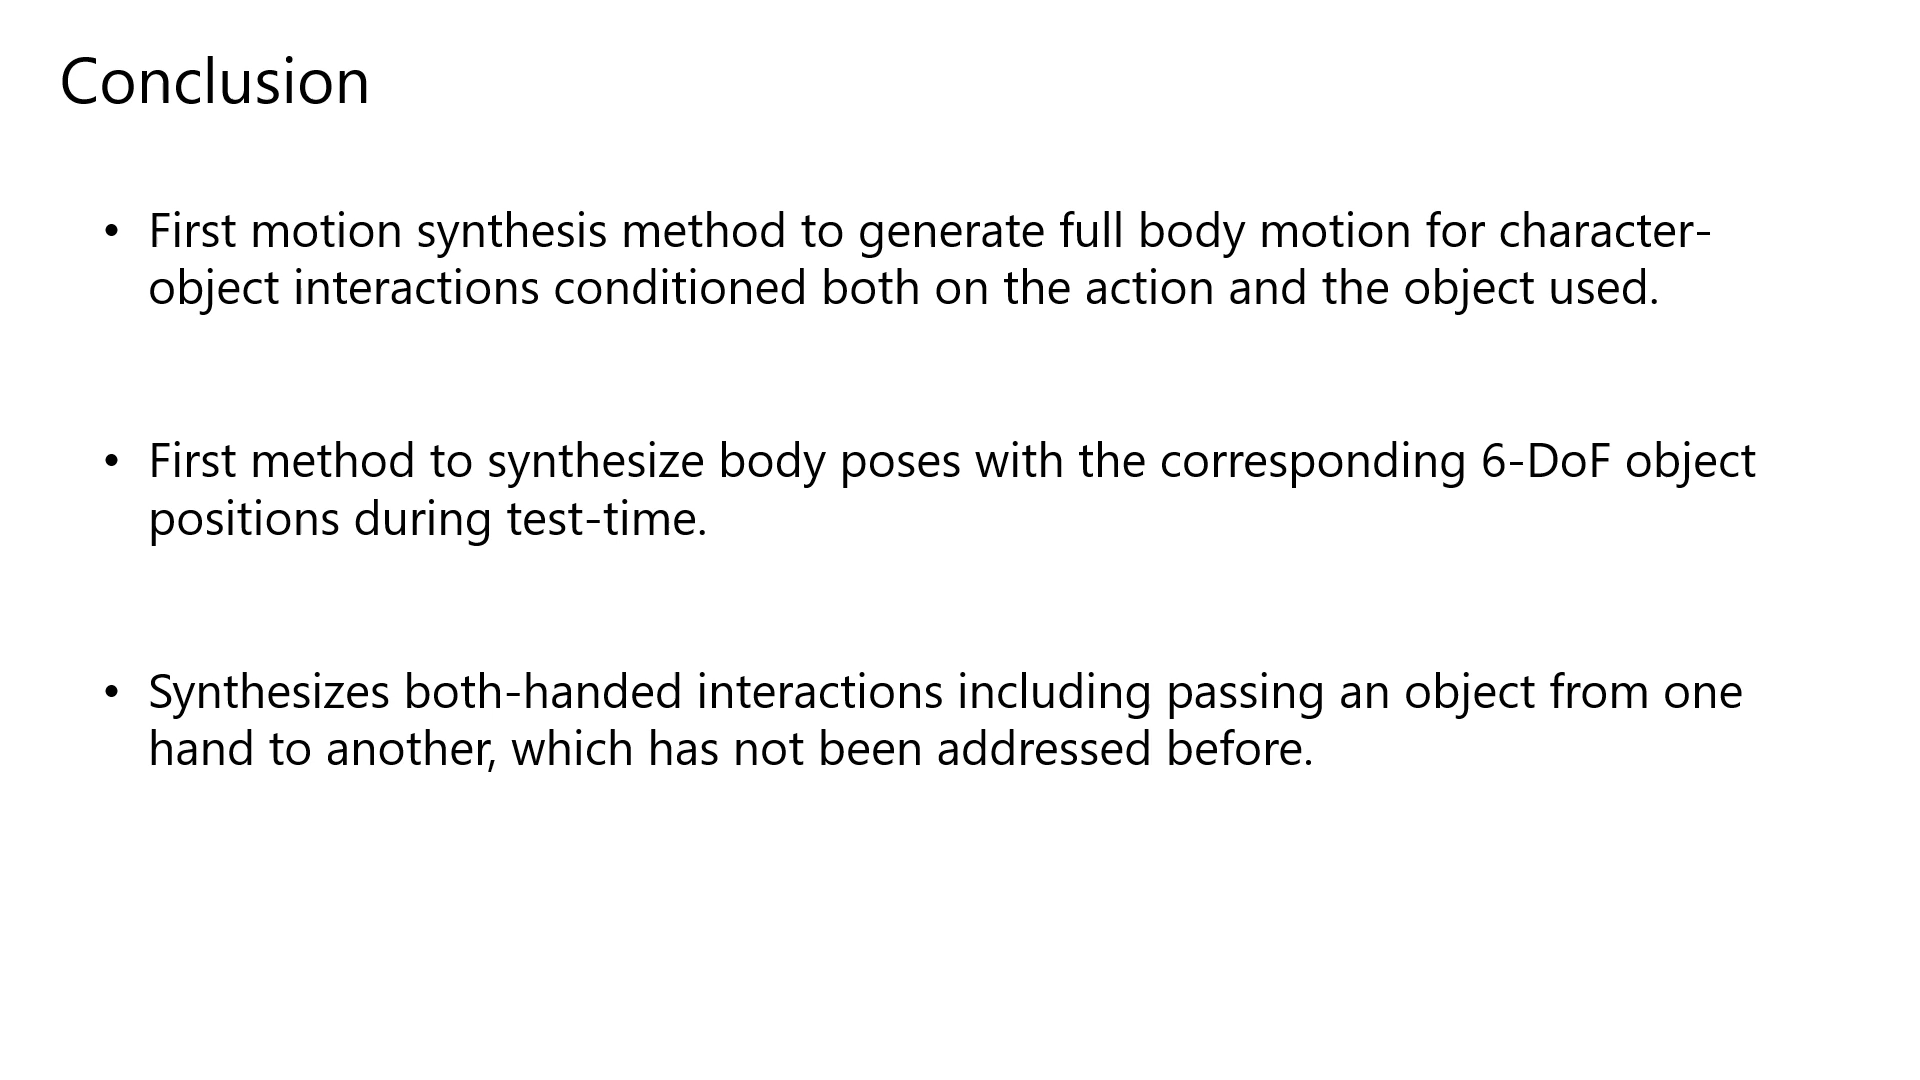 Conclusion
• First motion synthesis method to generate full body motion for character-
object interactions conditioned both on the action and the object used.
• First method to synthesize body poses with the corresponding 6-DoF object
positions during test-time.
• Synthesizes both-handed interactions including passing an object from one
hand to another, which has not been addressed before.